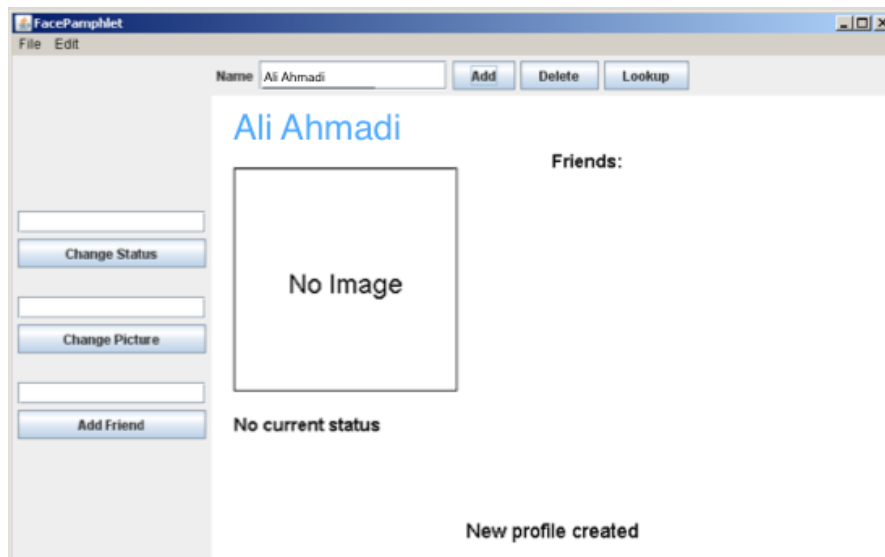 FacePamphlet
File Edit
Name Ali Ahmadi Add Delete Lookup
Ali Ahmadi
Friends:
Change Status
No Image
Change Picture
Add Friend
No current status
New profile created